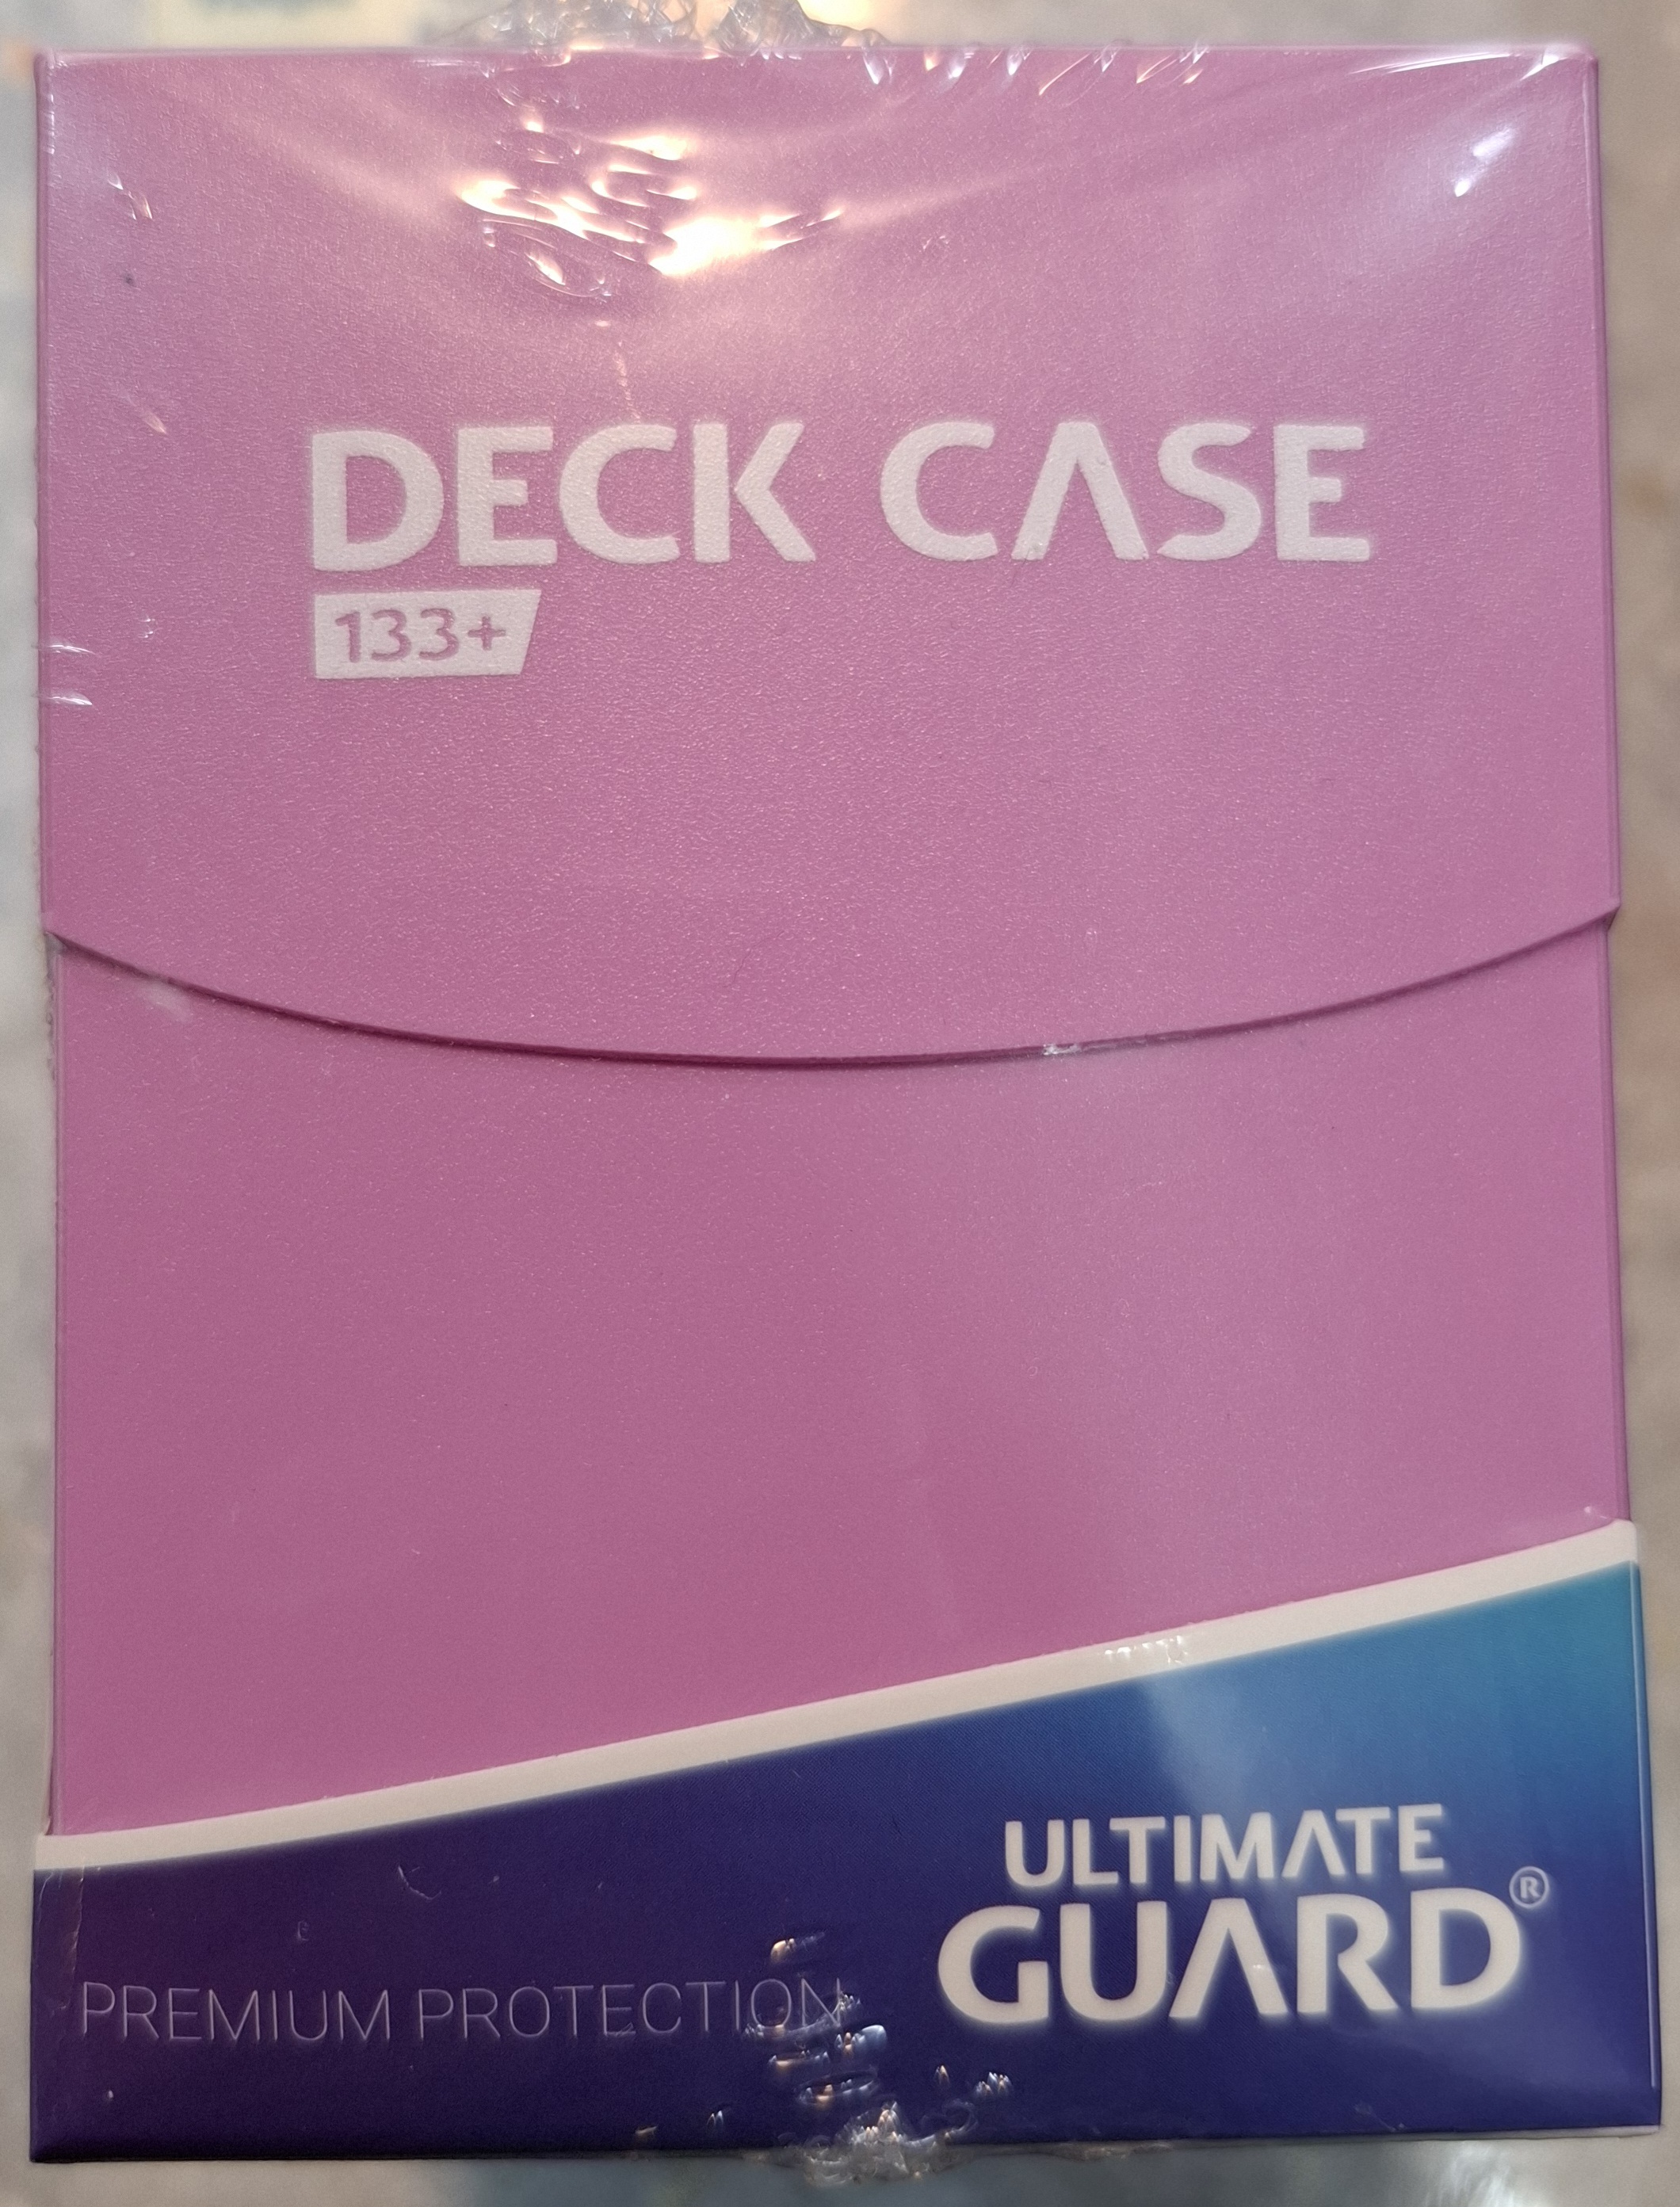 DECK CASE
133+
ULTIMATE
GUARD®
PREMIUM PROTECTION